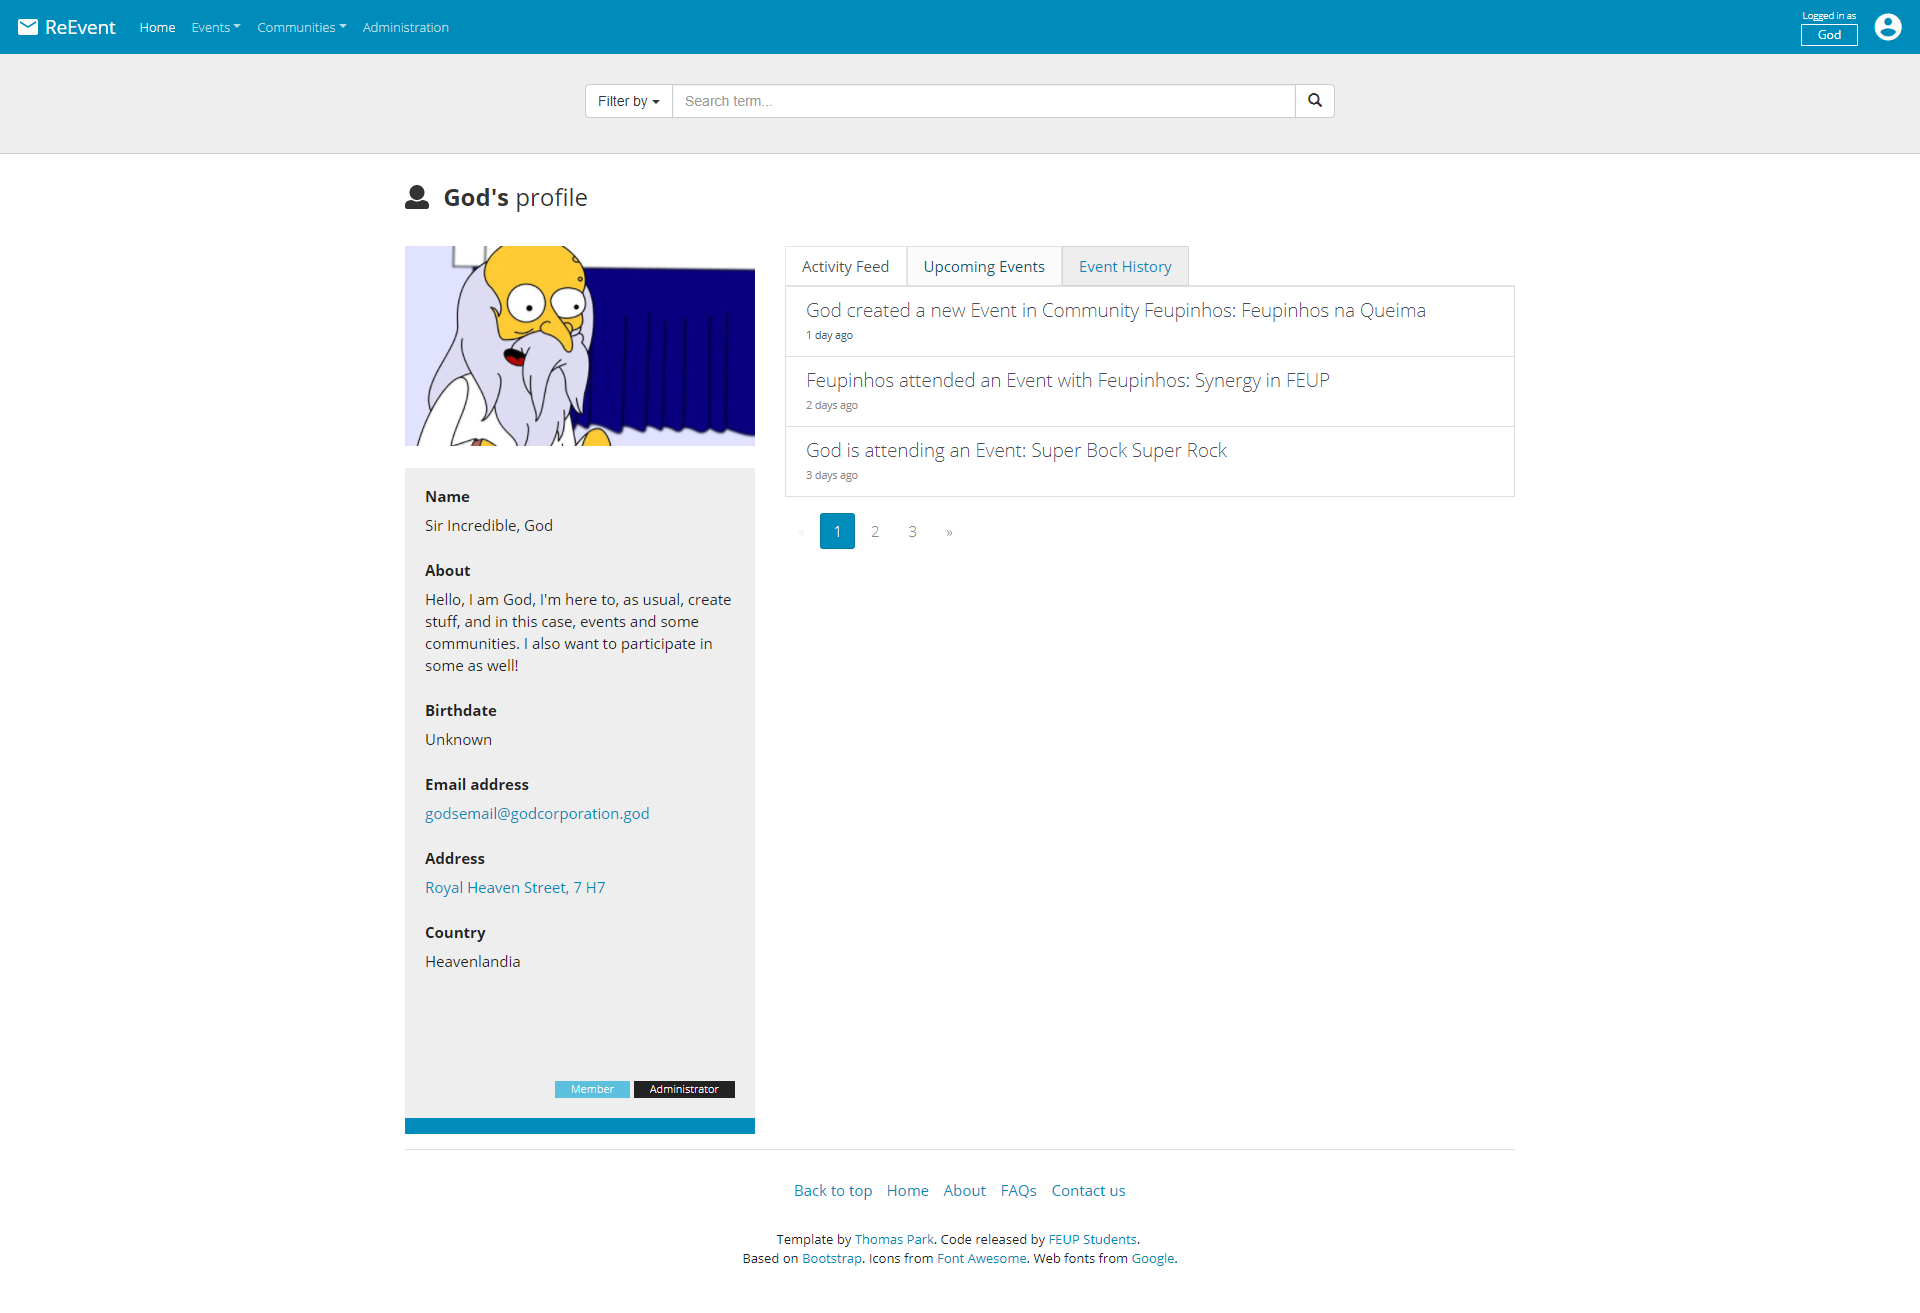 ReEvent Home Events Communities Administration
Logged in as
God
Filter by Search term...
God's profile
Activity Feed Upcoming Events Event History
God created a new Event in Community Feupinhos: Feupinhos na Queima
1 day ago
Feupinhos attended an Event with Feupinhos: Synergy in FEUP
2 days ago
God is attending an Event: Super Bock Super Rock
3 days ago
« 1 2 3 »
Name
Sir Incredible, God
About
Hello, I am God, I'm here to, as usual, create
stuff, and in this case, events and some
communities. I also want to participate in
some as well!
Birthdate
Unknown
Email address
godsemail@godcorporation.god
Address
Royal Heaven Street, 7 H7
Country
Heavenlandia
Member Administrator
Back to top Home About FAQs Contact us
Template by Thomas Park. Code released by FEUP Students.
Based on Bootstrap. Icons from Font Awesome. Web fonts from Google.